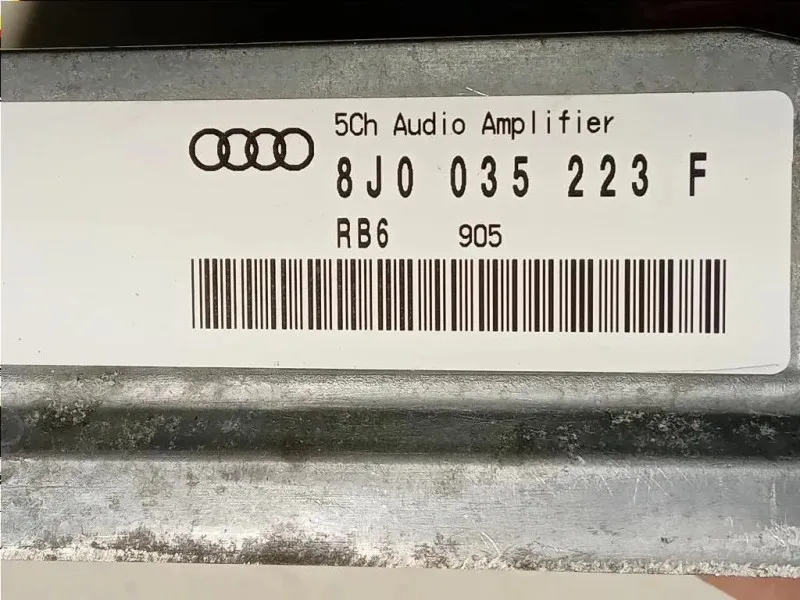 5Ch Audio Amplifier
8J0 035 223 F
RB6 905